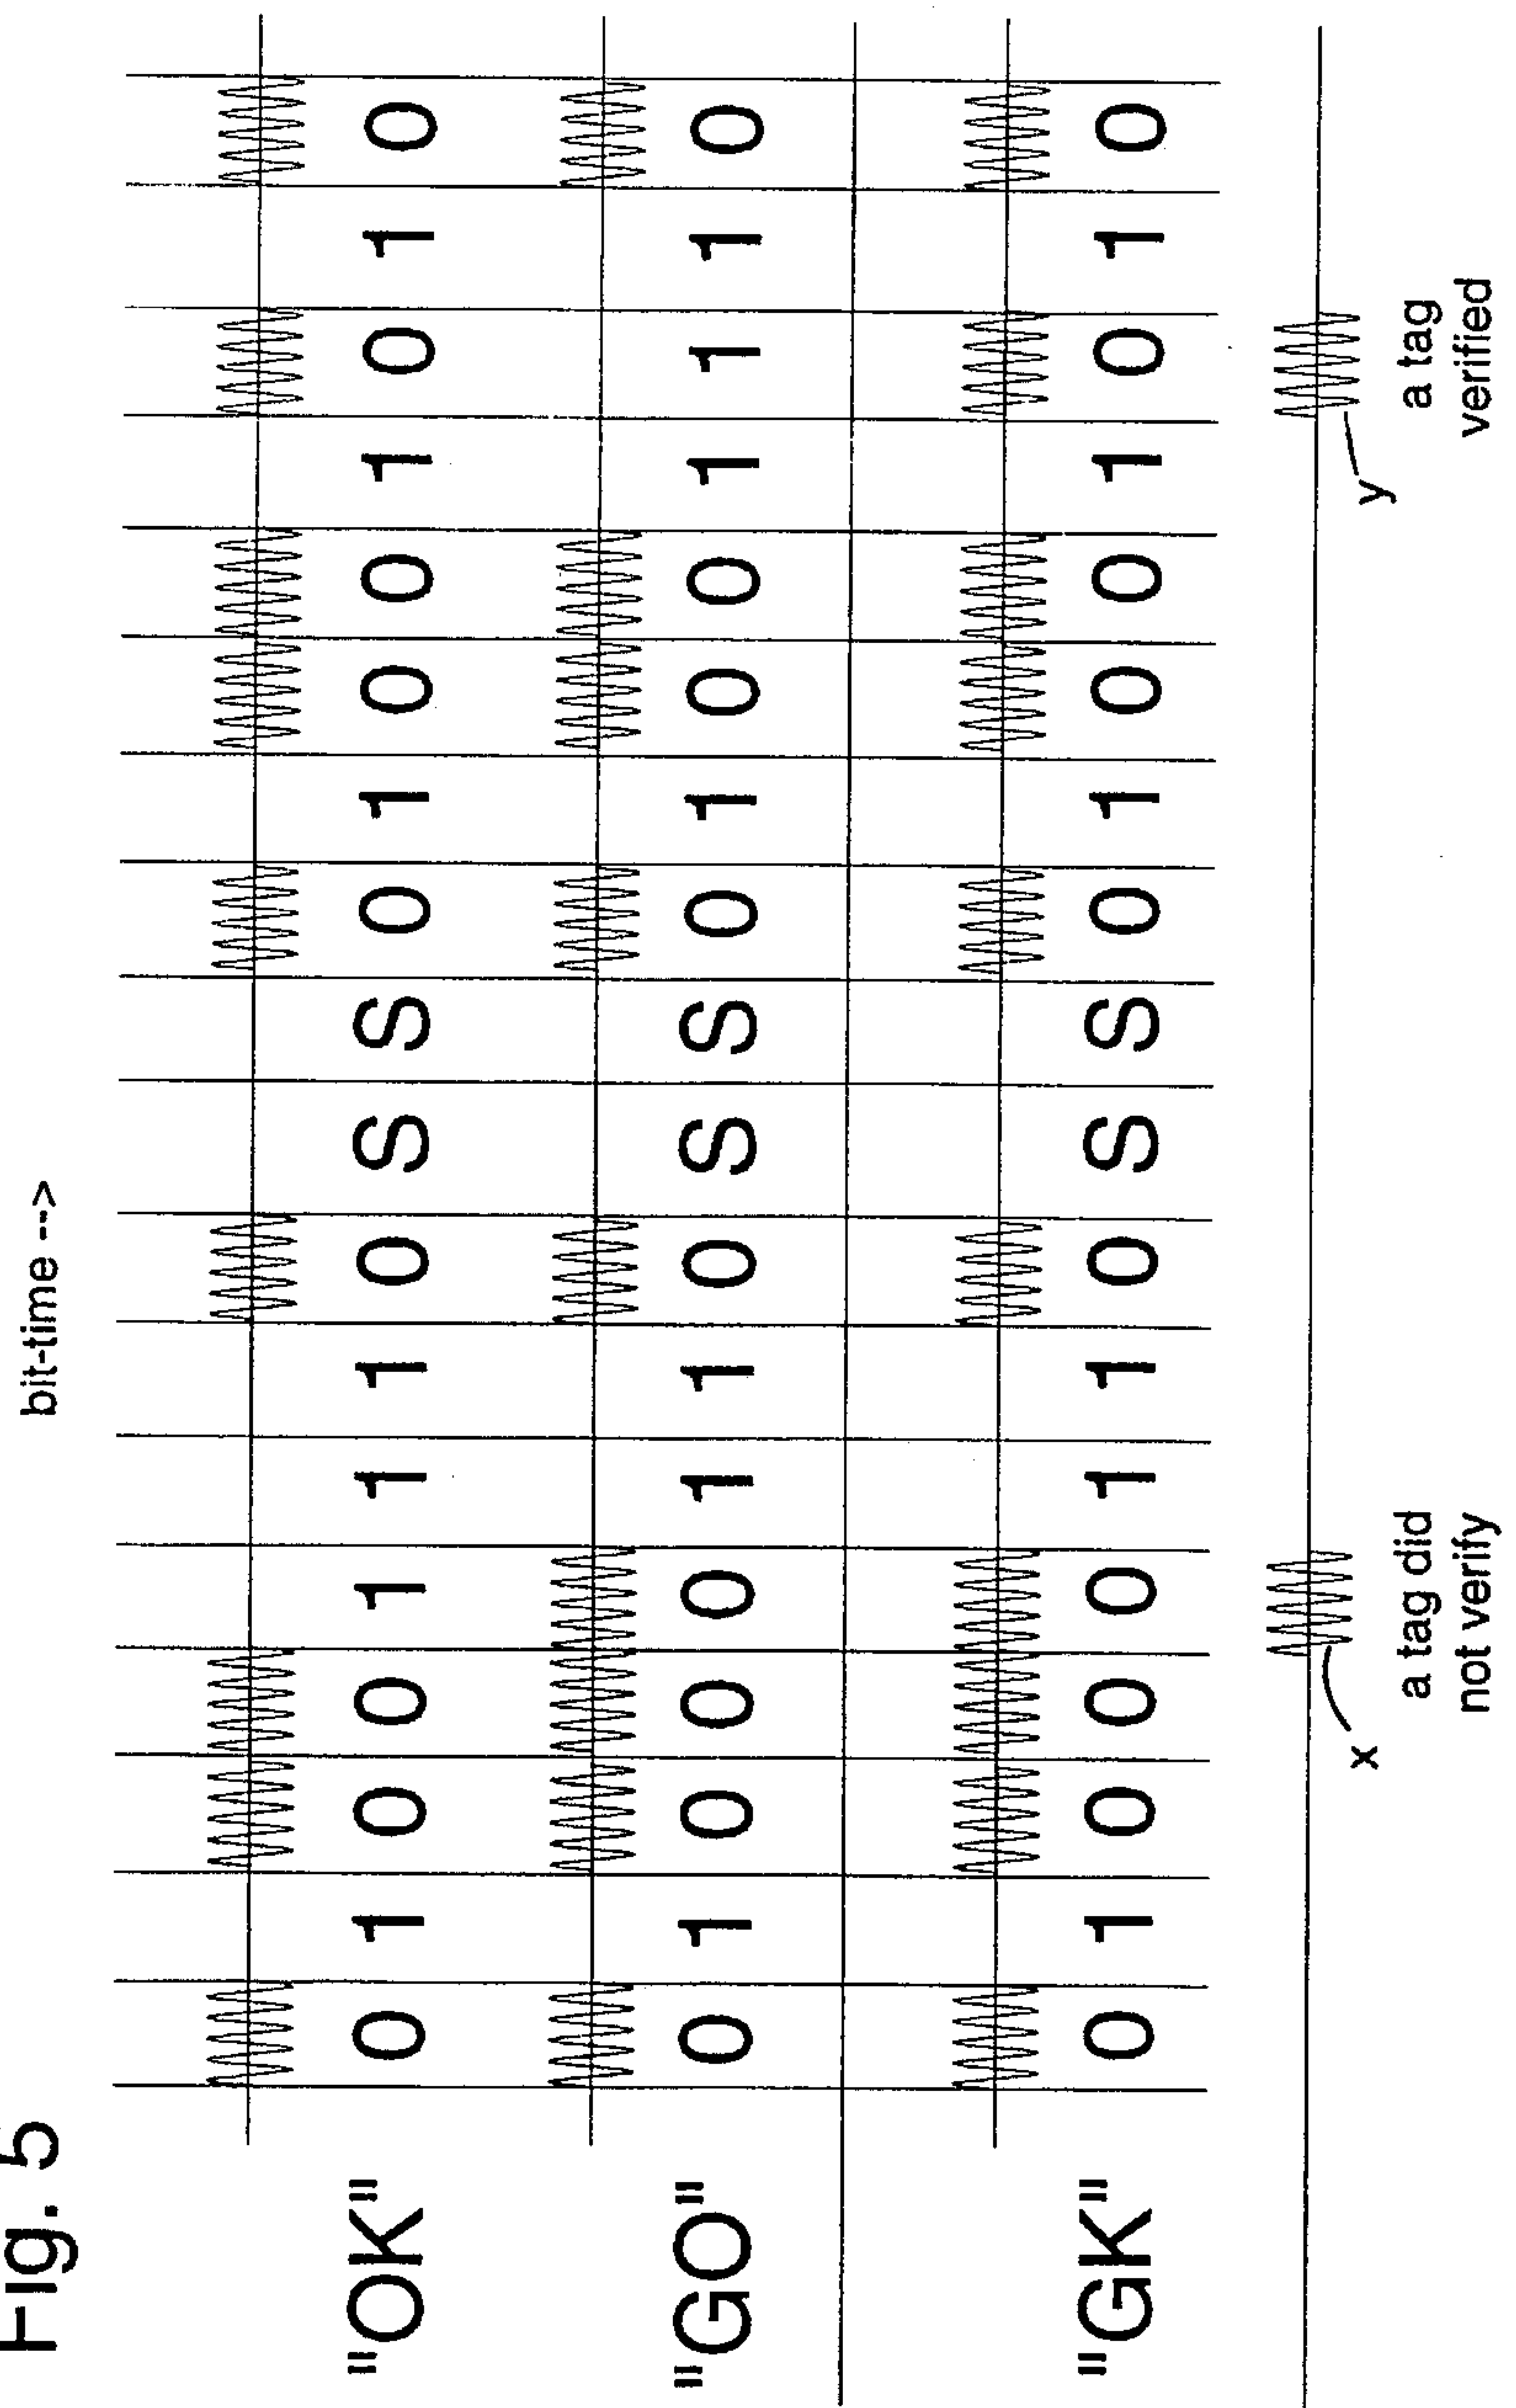 Fig. 5
bit-time -->
"OK" 0 1 0 0 1 1 1 0 S S 0 1 0 0 1 0 1 0
"GO" 0 1 0 0 0 1 1 0 S S 0 1 0 0 1 1 1 0
"GK" 0 1 0 0 0 1 1 0 S S 0 1 0 0 1 0 1 0
x
y
a tag did
not verify
a tag
verified